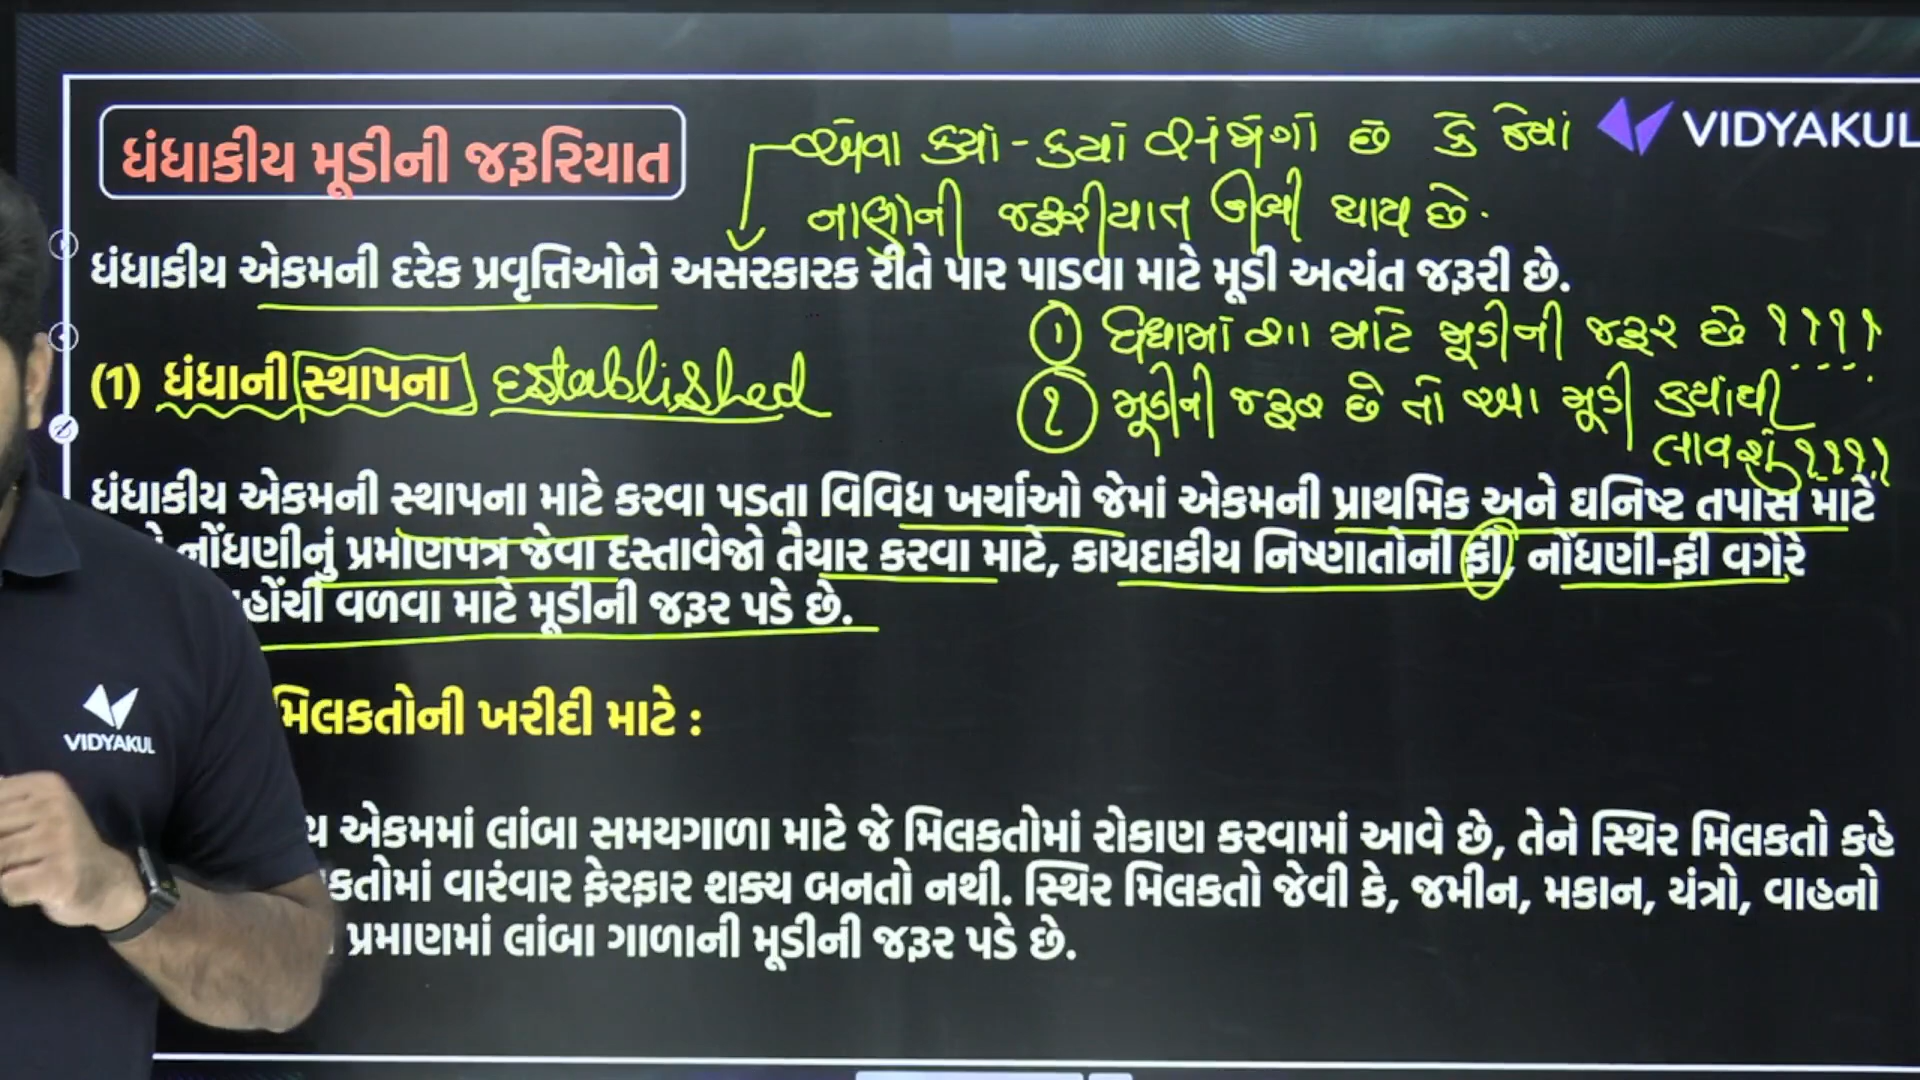 ધંધાકીય મૂડીની જરૂરિયાત
એવા ક્યા - ક્યાં સંજોગો છે કે જેમાં
નાણાંની જરૂરીયાત ઊભી થાય છે.
VIDYAKUL
ધંધાકીય એકમની દરેક પ્રવૃત્તિઓને અસરકારક રીતે પાર પાડવા માટે મૂડી અત્યંત જરૂરી છે.
① ધંધામાં શા માટે મૂડીની જરૂર છે ????
(1) ધંધાની સ્થાપના Established
② મૂડીની જરૂર છે તો આ મૂડી ક્યાંથી
લાવશું ????
ધંધાકીય એકમની સ્થાપના માટે કરવા પડતા વિવિધ ખર્ચાઓ જેમાં એકમની પ્રાથમિક અને ઘનિષ્ટ તપાસ માટે
નોંધણીનું પ્રમાણપત્ર જેવા દસ્તાવેજો તૈયાર કરવા માટે, કાયદાકીય નિષ્ણાતોની ફી, નોંધણી-ફી વગેરે
વળવા માટે મૂડીની જરૂર પડે છે.
મિલકતોની ખરીદી માટે :
VIDYAKUL
એકમમાં લાંબા સમયગાળા માટે જે મિલકતોમાં રોકાણ કરવામાં આવે છે, તેને સ્થિર મિલકતો કહે
વારંવાર ફેરફાર શક્ય બનતો નથી. સ્થિર મિલકતો જેવી કે, જમીન, મકાન, યંત્રો, વાહનો
પ્રમાણમાં લાંબા ગાળાની મૂડીની જરૂર પડે છે.